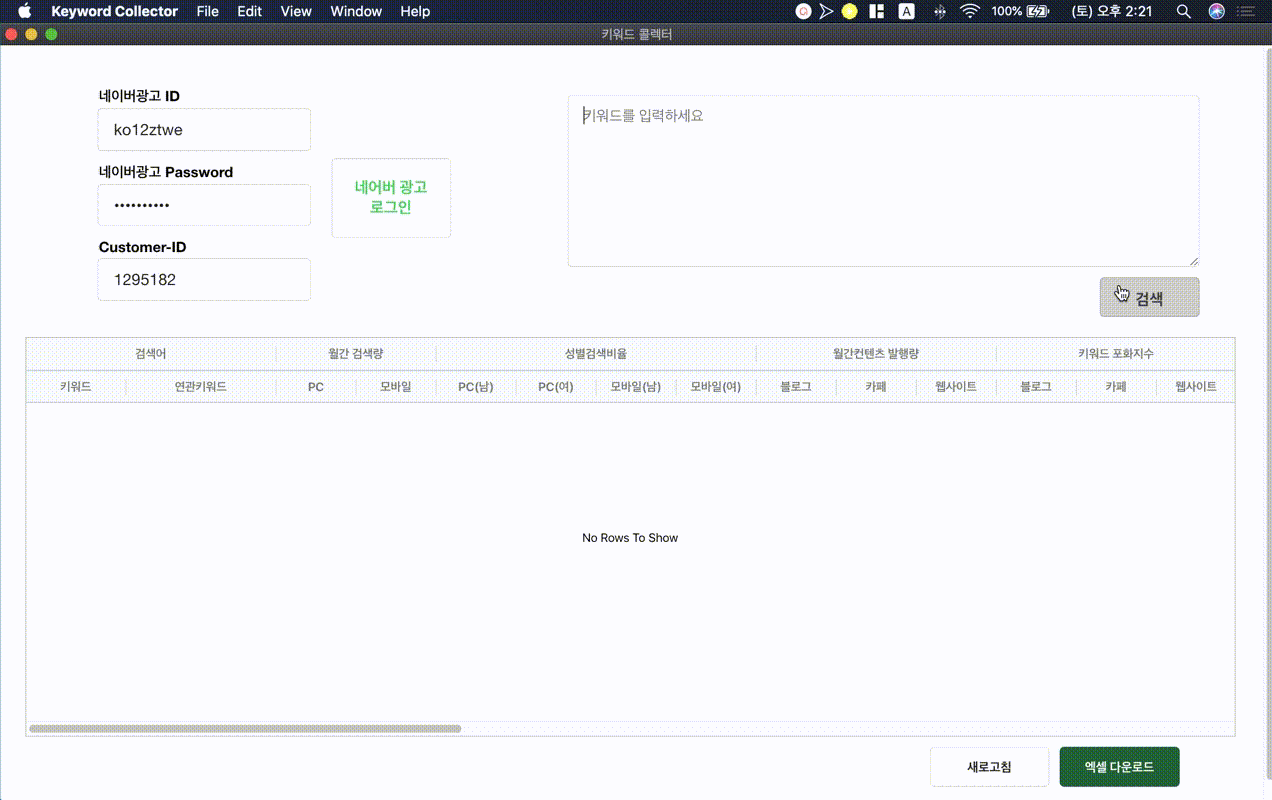 Keyword Collector File Edit View Window Help A 100% (토) 오후 2:21
키워드 콜렉터
네이버광고 ID
ko12ztwe
네이버광고 Password
••••••••••
Customer-ID
1295182
네어버 광고
로그인
키워드를 입력하세요
검색
검색어 월간 검색량 성별검색비율 월간컨텐츠 발행량 키워드 포화지수
키워드 연관키워드 PC 모바일 PC(남) PC(여) 모바일(남) 모바일(여) 블로그 카페 웹사이트 블로그 카페 웹사이트
No Rows To Show
새로고침 엑셀 다운로드